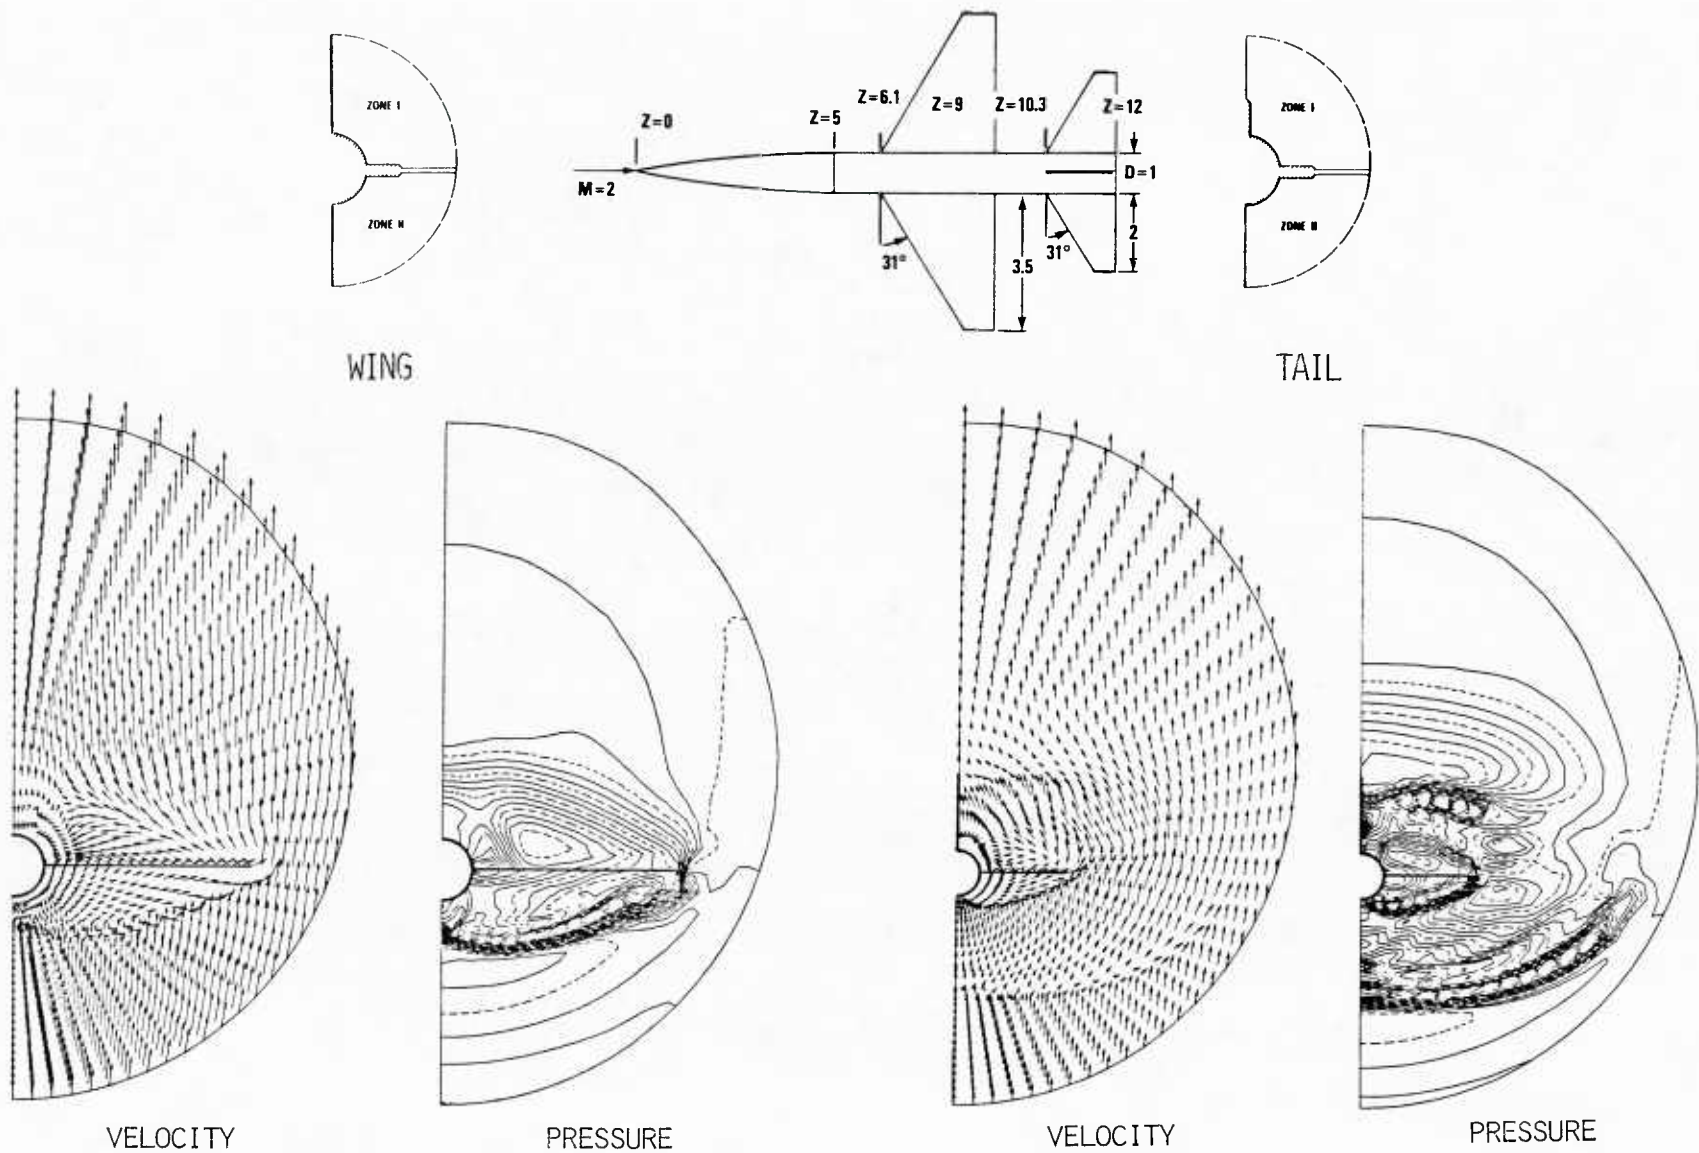 ZONE I
ZONE II
Z=0
M=2
Z=5
Z=6.1
Z=9
Z=10.3
Z=12
D=1
31°
3.5
31°
2
ZONE I
ZONE II
WING
TAIL
VELOCITY
PRESSURE
VELOCITY
PRESSURE